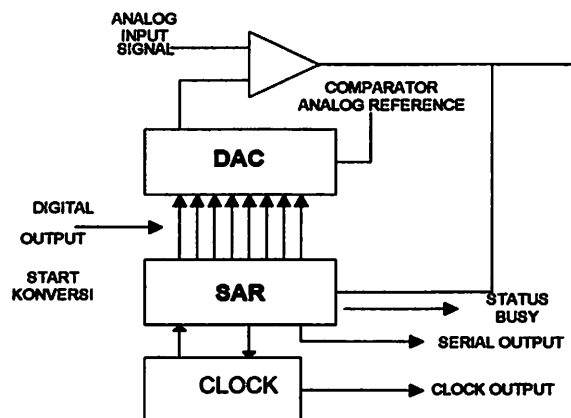 ANALOG
INPUT
SIGNAL
COMPARATOR
ANALOG REFERENCE
DAC
DIGITAL
OUTPUT
START
KONVERSI
SAR
STATUS
BUSY
SERIAL OUTPUT
CLOCK
CLOCK OUTPUT